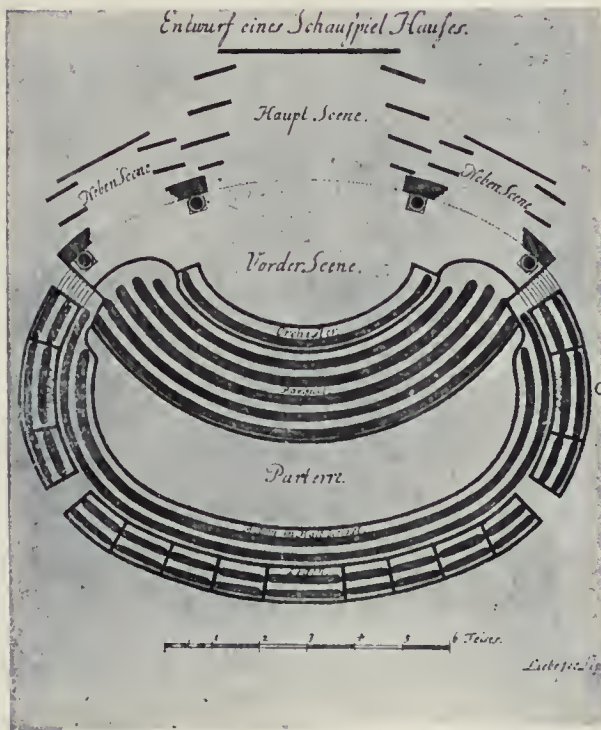 Entwurf eines Schauspiel Hauses.
Haupt Scene.
Neben Scene
Neben Scene
Vorder Scene.
Orchester
Parquet
Parterre.
1 2 3 4 5 6 Toises.